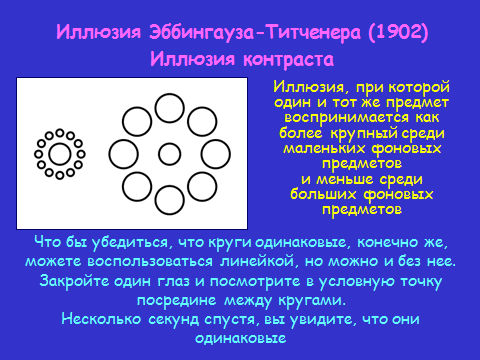 Иллюзия Эббингауза-Титченера (1902)
Иллюзия контраста
Иллюзия, при которой
один и тот же предмет
воспринимается как
более крупный среди
маленьких фоновых
предметов
и меньше среди
больших фоновых
предметов
Что бы убедиться, что круги одинаковые, конечно же,
можете воспользоваться линейкой, но можно и без нее.
Закройте один глаз и посмотрите в условную точку
посредине между кругами.
Несколько секунд спустя, вы увидите, что они
одинаковые